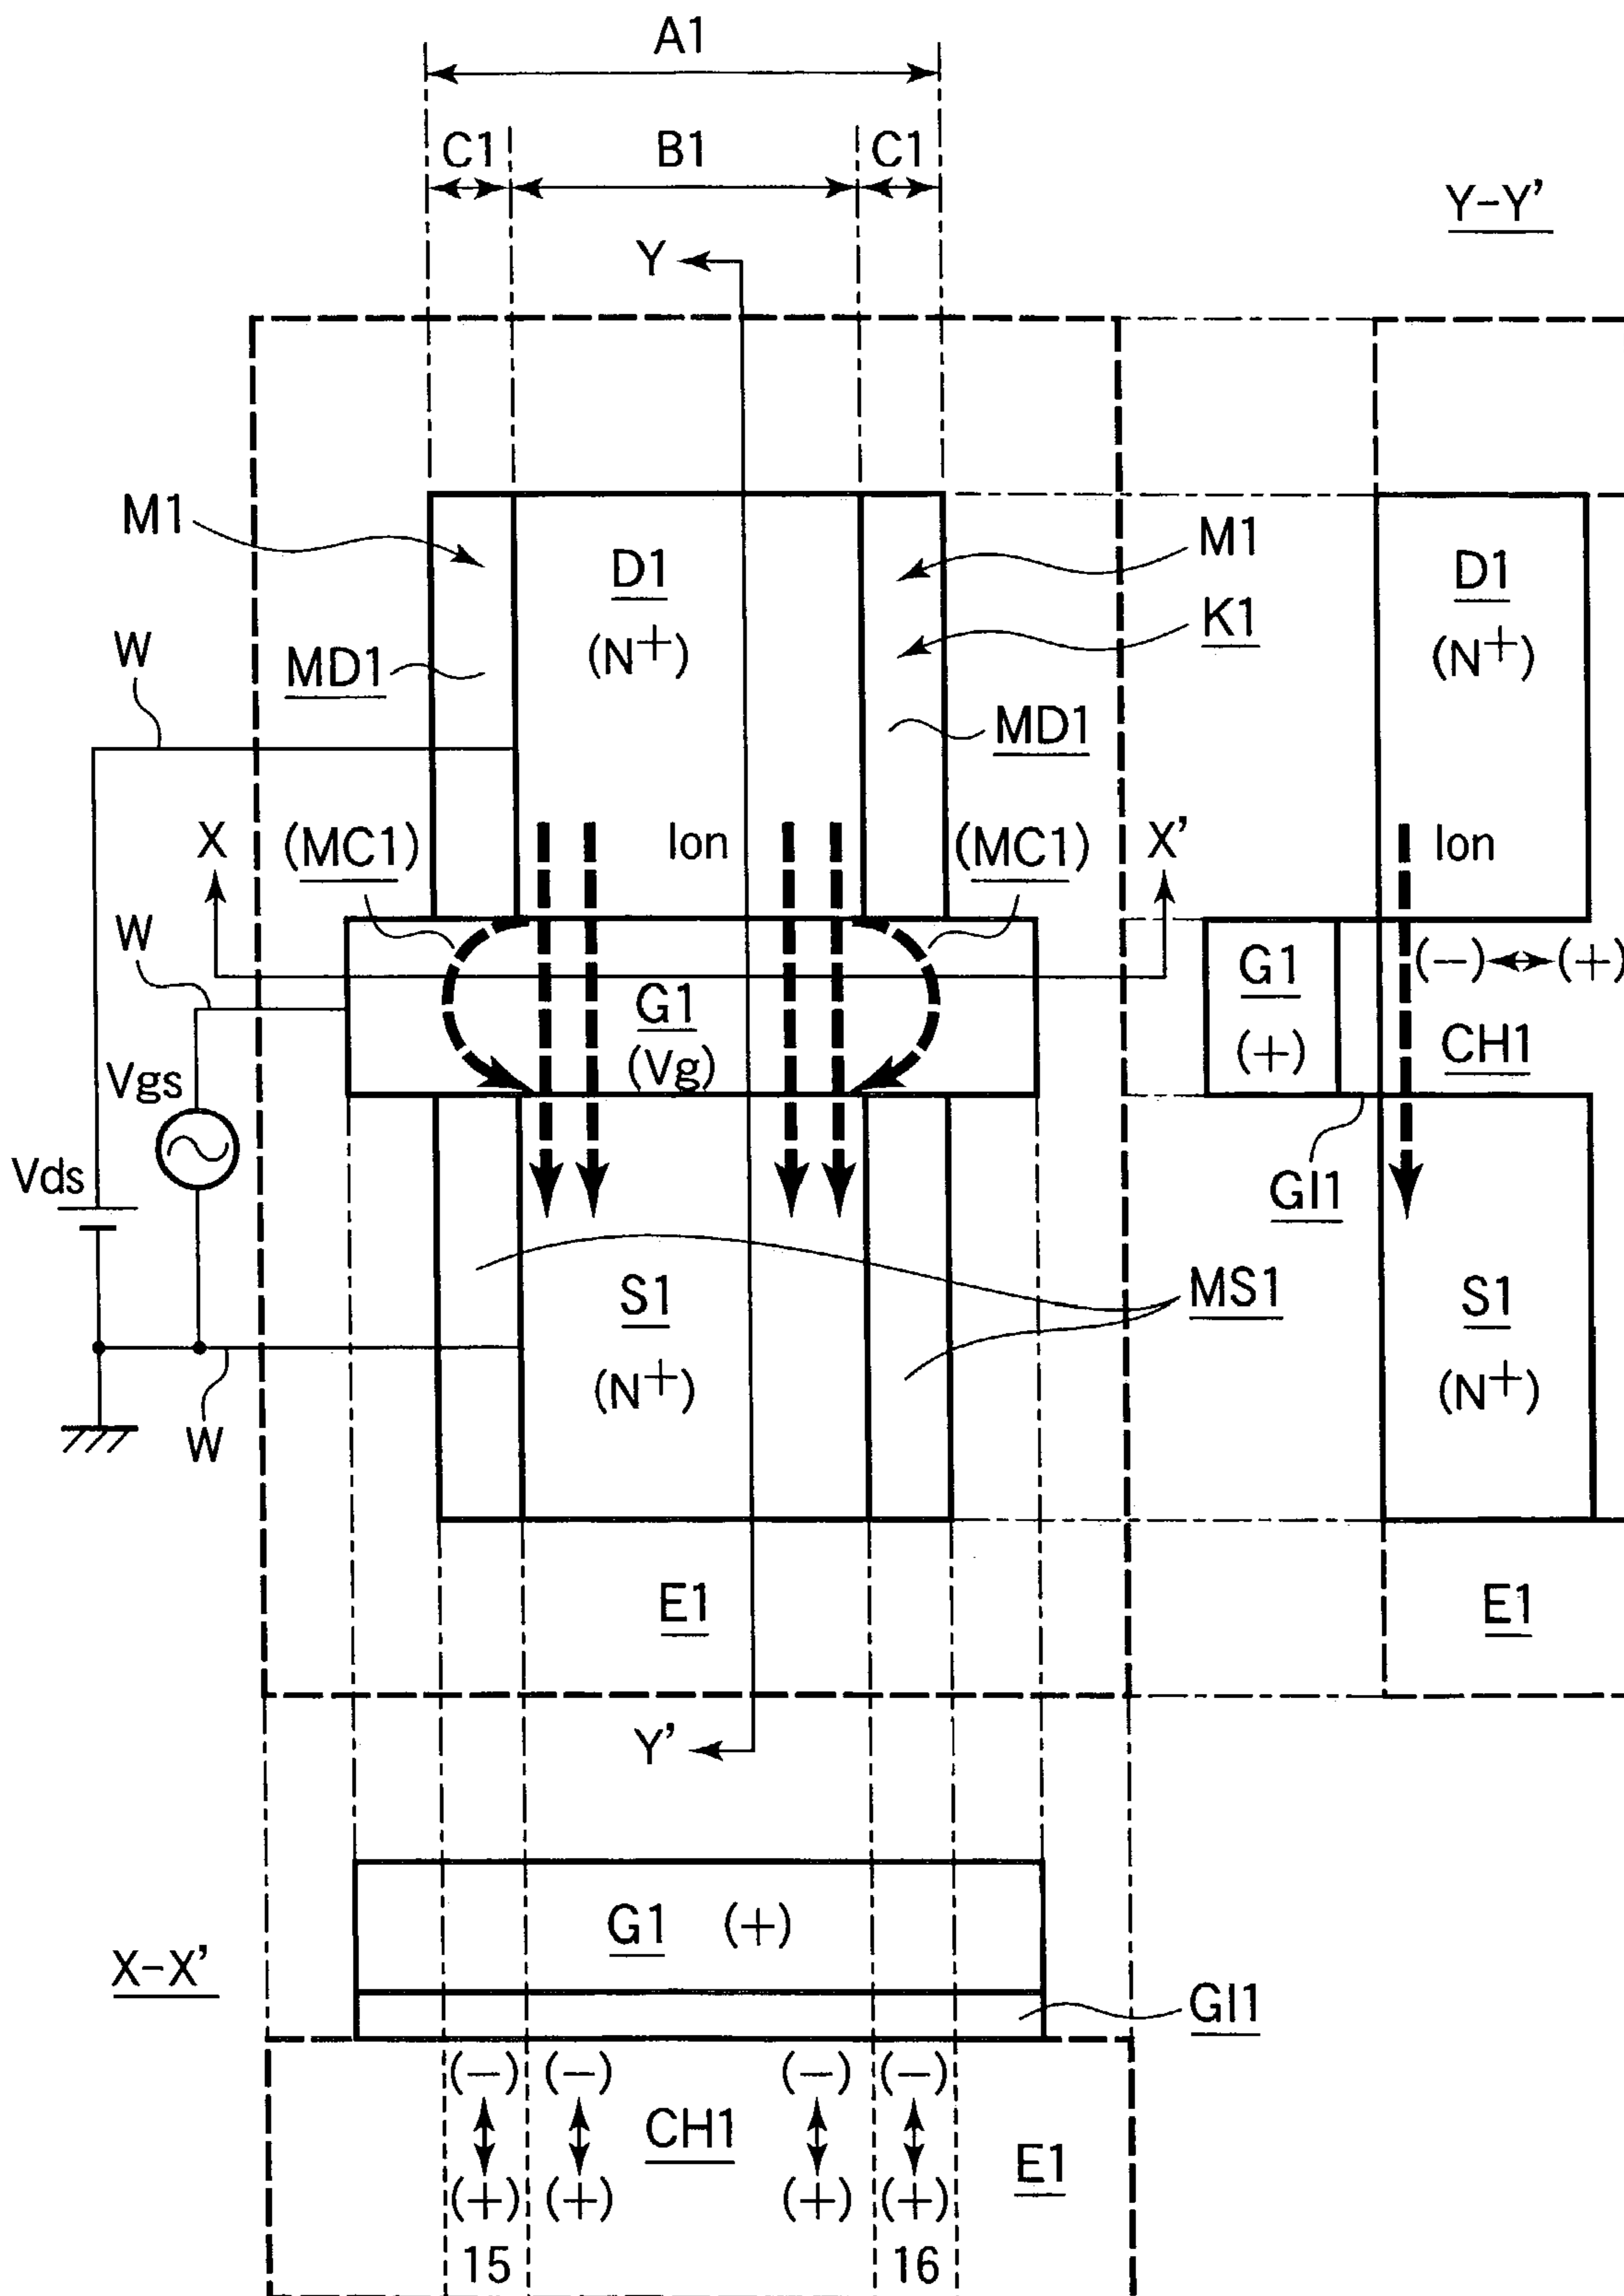 A1
C1 B1 C1
Y-Y'
Y
M1 D1 M1 D1
K1
W MD1 (N+) (N+)
MD1
X (MC1) Ion (MC1) X' Ion
W G1 (−) (+)
G1 (+) CH1
(Vg)
Vgs
Vds GI1
S1 MS1 S1
(N+) (N+)
W
E1 E1
Y'
G1 (+)
X-X'
GI1
(−) (−) (−) (−)
CH1
E1
(+) (+) (+) (+)
15 16